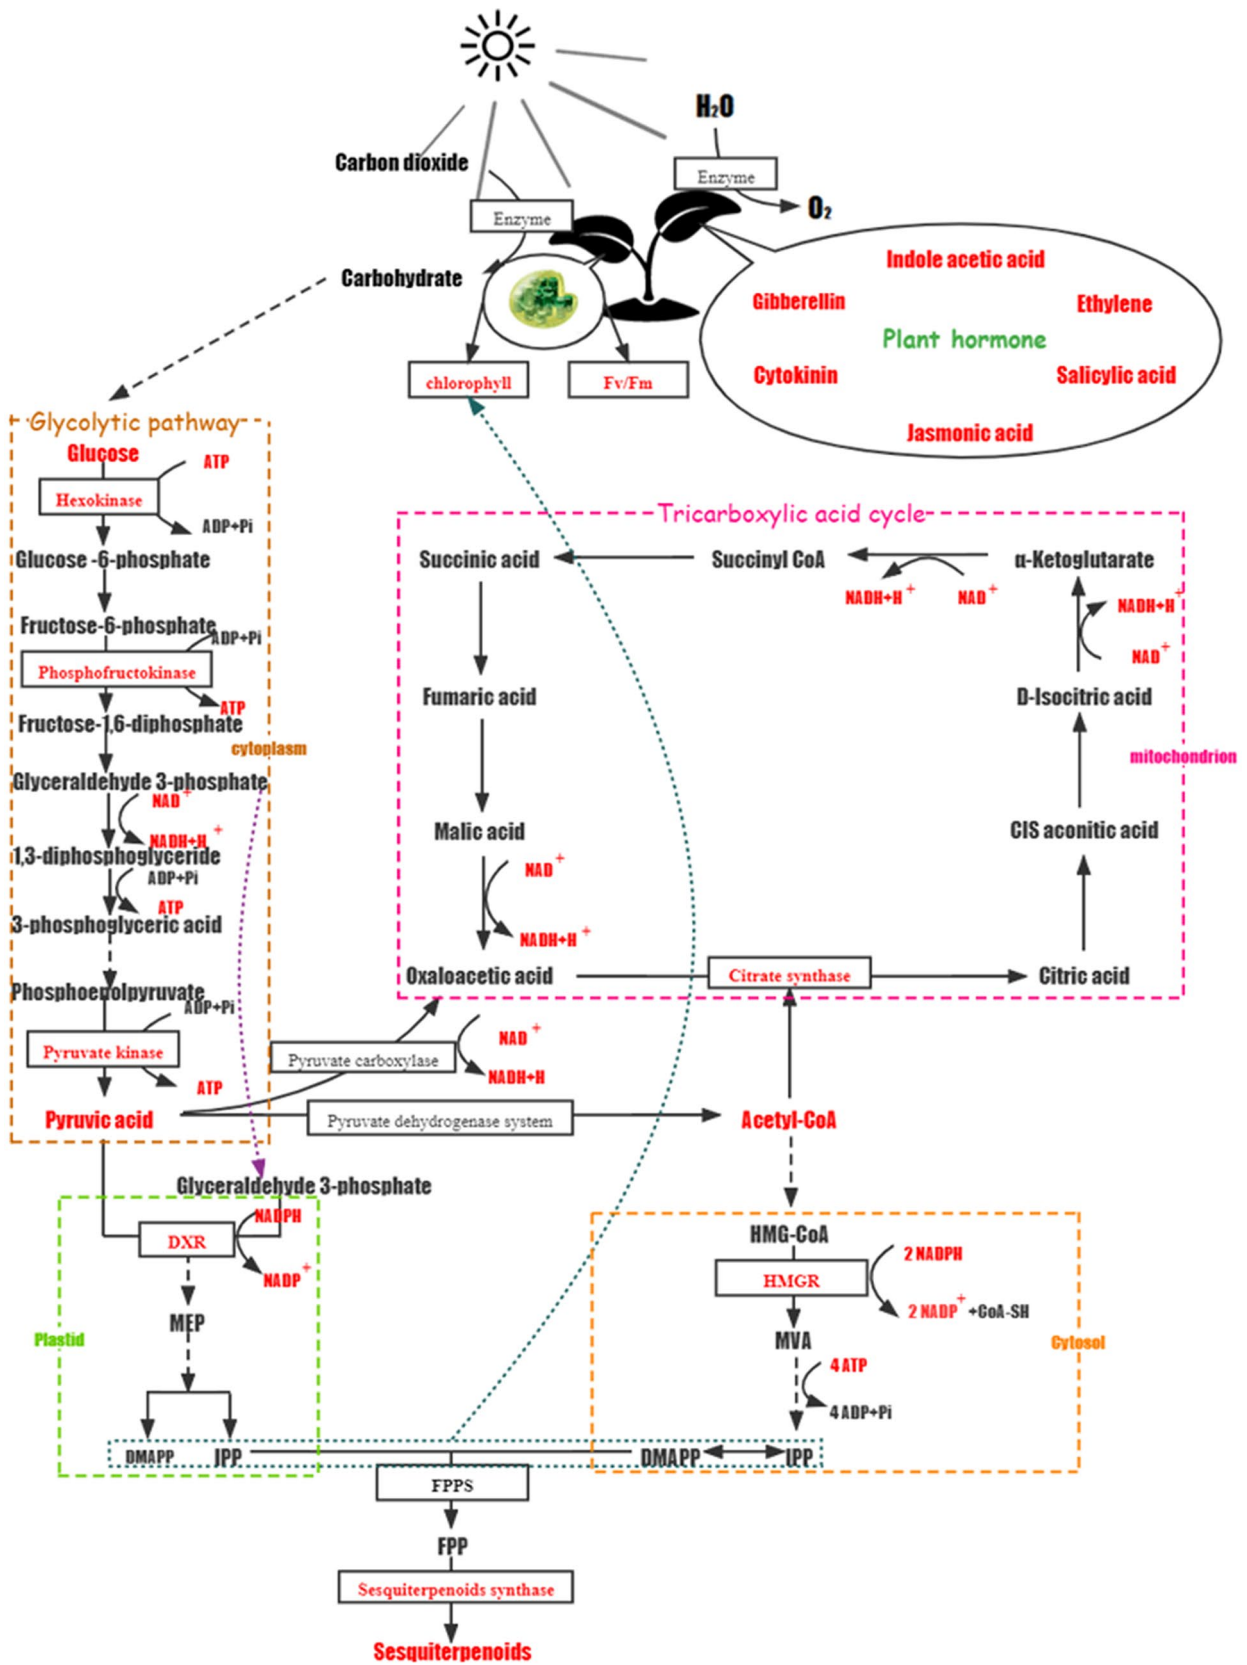 H2O
Carbon dioxide
Enzyme
Enzyme
O2
Carbohydrate
Indole acetic acid
Gibberellin
Ethylene
Plant hormone
Cytokinin
Salicylic acid
Jasmonic acid
chlorophyll
Fv/Fm
Glycolytic pathway
Glucose
ATP
Hexokinase
ADP+Pi
Glucose -6-phosphate
Fructose-6-phosphate
ADP+Pi
Phosphofructokinase
ATP
Fructose-1,6-diphosphate
cytoplasm
Glyceraldehyde 3-phosphate
NAD+
NADH+H+
1,3-diphosphoglyceride
ADP+Pi
ATP
3-phosphoglyceric acid
Phosphoenolpyruvate
ADP+Pi
Pyruvate kinase
ATP
Pyruvic acid
Tricarboxylic acid cycle
Succinic acid
Succinyl CoA
α-Ketoglutarate
NADH+H+
NAD+
NADH+H+
NAD+
Fumaric acid
D-Isocitric acid
mitochondrion
Malic acid
CIS aconitic acid
NAD+
NADH+H+
Oxaloacetic acid
Citrate synthase
Citric acid
NAD+
Pyruvate carboxylase
NADH+H
Pyruvate dehydrogenase system
Acetyl-CoA
Glyceraldehyde 3-phosphate
NADPH
DXR
NADP+
MEP
Plastid
DMAPP
IPP
HMG-CoA
2 NADPH
HMGR
2 NADP+ +CoA-SH
MVA
Cytosol
4 ATP
4 ADP+Pi
DMAPP
IPP
FPPS
FPP
Sesquiterpenoids synthase
Sesquiterpenoids